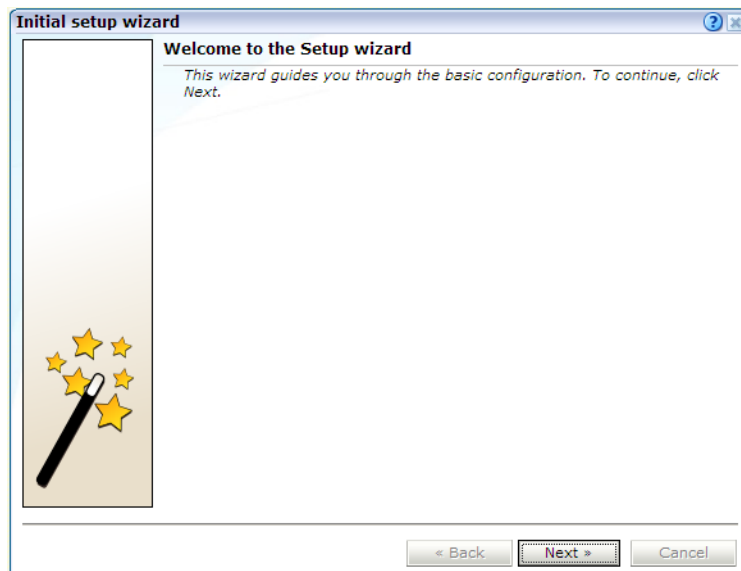 Initial setup wizard
Welcome to the Setup wizard
This wizard guides you through the basic configuration. To continue, click
Next.
« Back Next » Cancel